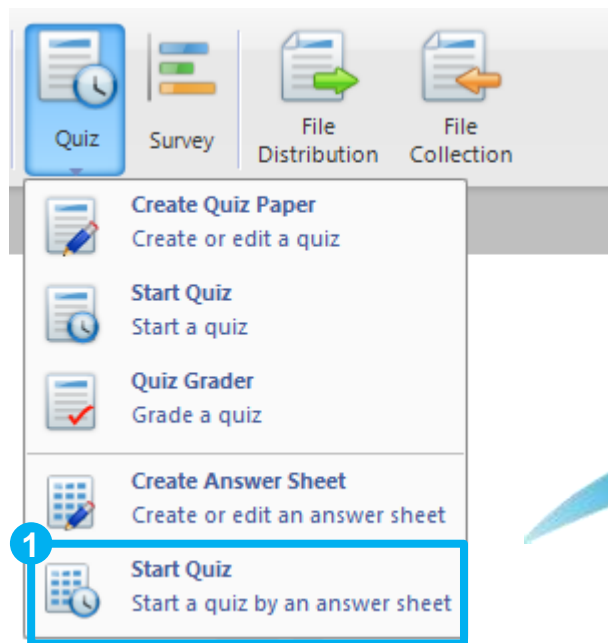 Quiz
Survey
File
Distribution
File
Collection
Create Quiz Paper
Create or edit a quiz
Start Quiz
Start a quiz
Quiz Grader
Grade a quiz
Create Answer Sheet
Create or edit an answer sheet
1
Start Quiz
Start a quiz by an answer sheet